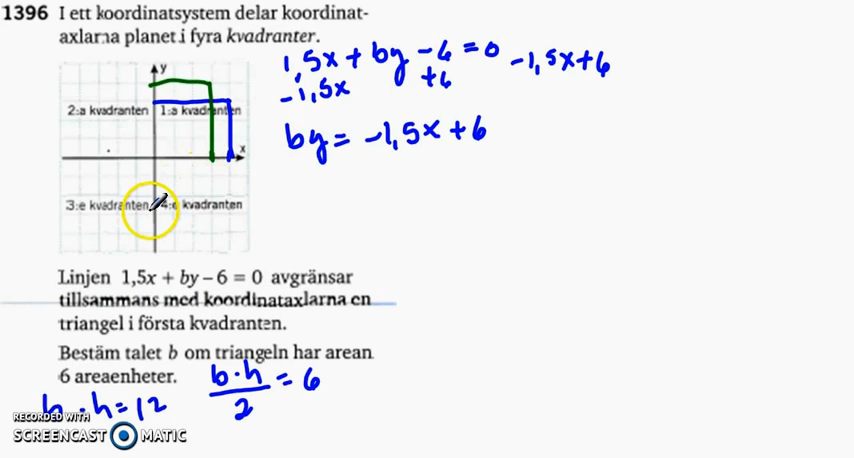 1396 I ett koordinatsystem delar koordinat-
axlarna planet i fyra kvadranter.
y
2:a kvadranten 1:a kvadranten
x
3:e kvadranten 4:e kvadranten
1,5x + by - 6 = 0 -1,5x+6
-1,5x +6
by = -1,5x + 6
Linjen 1,5x + by – 6 = 0 avgränsar
tillsammans med koordinataxlarna en
triangel i första kvadranten.
Bestäm talet b om triangeln har arean
6 areaenheter.
b·h/2 = 6
b · h = 12
RECORDED WITH
SCREENCAST MATIC